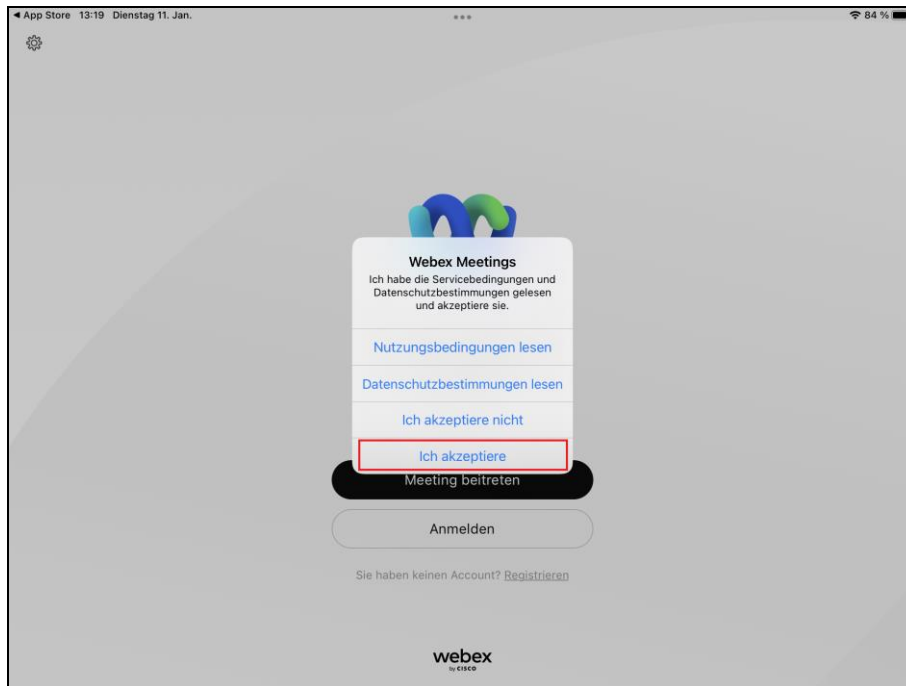 App Store 13:19 Dienstag 11. Jan.
84 %
Webex Meetings
Ich habe die Servicebedingungen und
Datenschutzbestimmungen gelesen
und akzeptiere sie.
Nutzungsbedingungen lesen
Datenschutzbestimmungen lesen
Ich akzeptiere nicht
Ich akzeptiere
Meeting beitreten
Anmelden
Sie haben keinen Account? Registrieren
webex
by CISCO